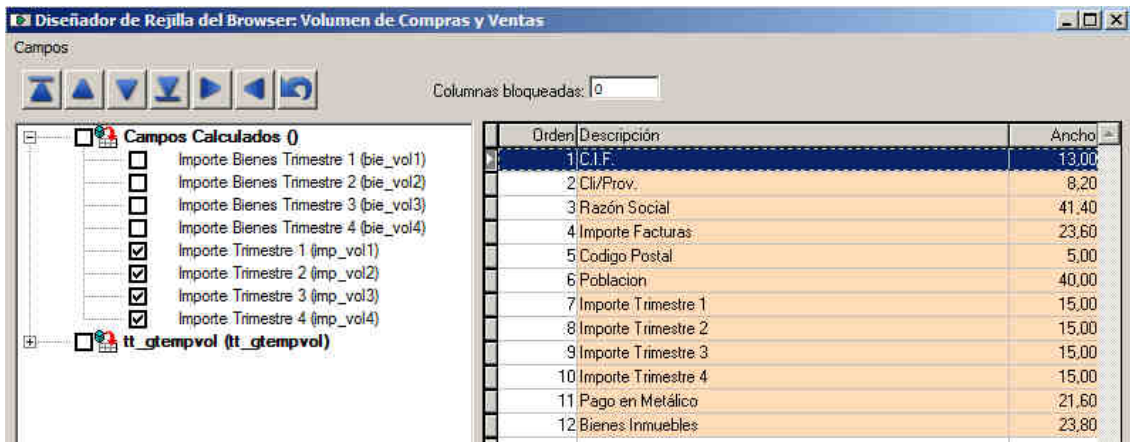 Diseñador de Rejilla del Browser: Volumen de Compras y Ventas
Campos
Columnas bloqueadas: 0
Campos Calculados ()
Importe Bienes Trimestre 1 (bie_vol1)
Importe Bienes Trimestre 2 (bie_vol2)
Importe Bienes Trimestre 3 (bie_vol3)
Importe Bienes Trimestre 4 (bie_vol4)
Importe Trimestre 1 (imp_vol1)
Importe Trimestre 2 (imp_vol2)
Importe Trimestre 3 (imp_vol3)
Importe Trimestre 4 (imp_vol4)
tt_gtempvol (tt_gtempvol)
Orden Descripción Ancho
1 C.I.F. 13,00
2 Cli/Prov. 8,20
3 Razón Social 41,40
4 Importe Facturas 23,60
5 Codigo Postal 5,00
6 Poblacion 40,00
7 Importe Trimestre 1 15,00
8 Importe Trimestre 2 15,00
9 Importe Trimestre 3 15,00
10 Importe Trimestre 4 15,00
11 Pago en Metálico 21,60
12 Bienes Inmuebles 23,80